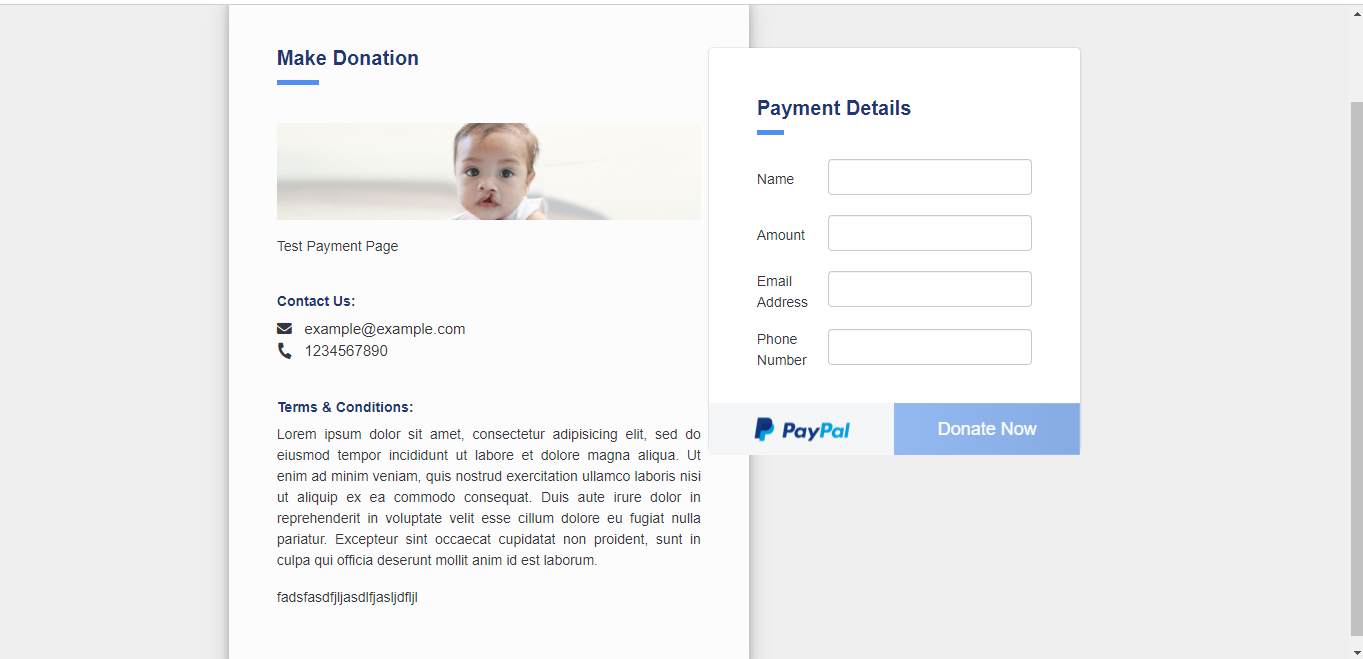 Make Donation
Test Payment Page
Contact Us:
example@example.com
1234567890
Terms & Conditions:
Lorem ipsum dolor sit amet, consectetur adipisicing elit, sed do
eiusmod tempor incididunt ut labore et dolore magna aliqua. Ut
enim ad minim veniam, quis nostrud exercitation ullamco laboris nisi
ut aliquip ex ea commodo consequat. Duis aute irure dolor in
reprehenderit in voluptate velit esse cillum dolore eu fugiat nulla
pariatur. Excepteur sint occaecat cupidatat non proident, sunt in
culpa qui officia deserunt mollit anim id est laborum.
fadsfasdfjljasdlfjasljdfljl
Payment Details
Name
Amount
Email
Address
Phone
Number
PayPal
Donate Now